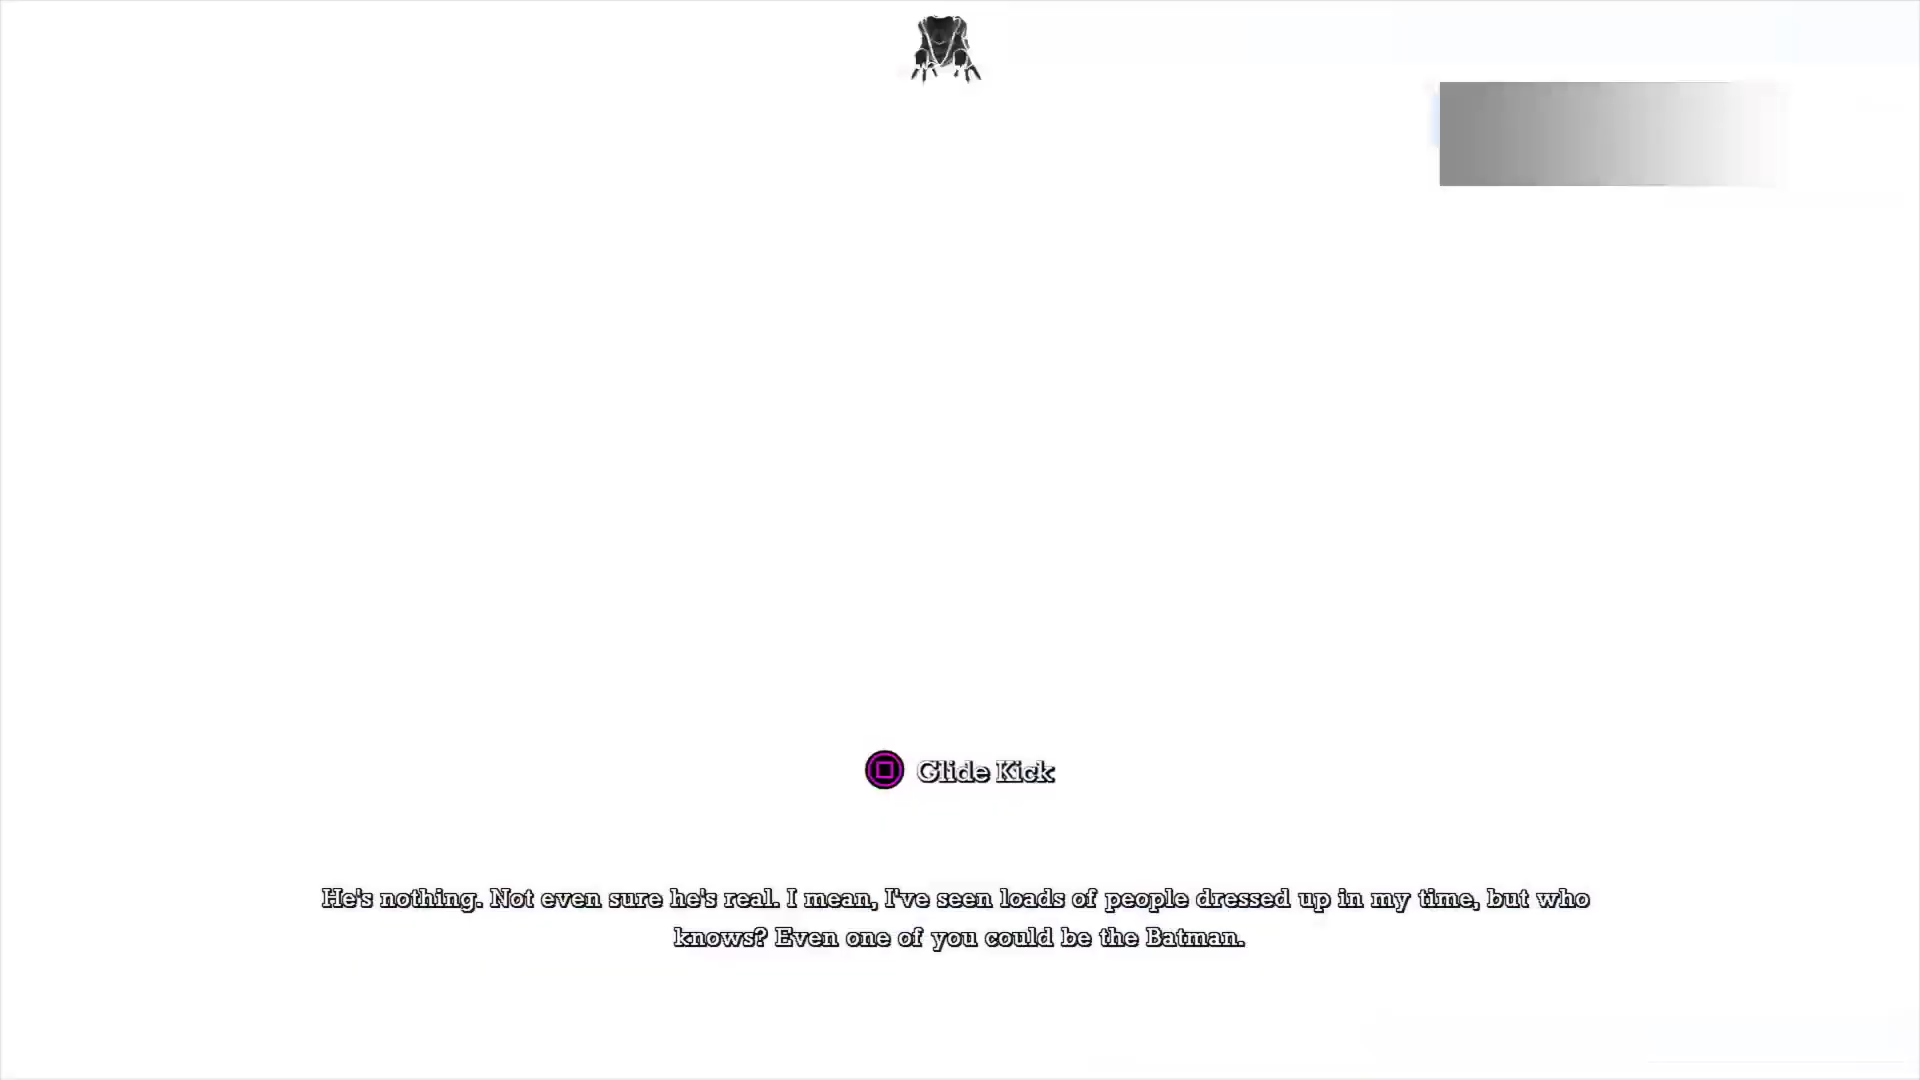 Glide Kick
He's nothing. Not even sure he's real. I mean, I've seen loads of people dressed up in my time, but who
knows? Even one of you could be the Batman.